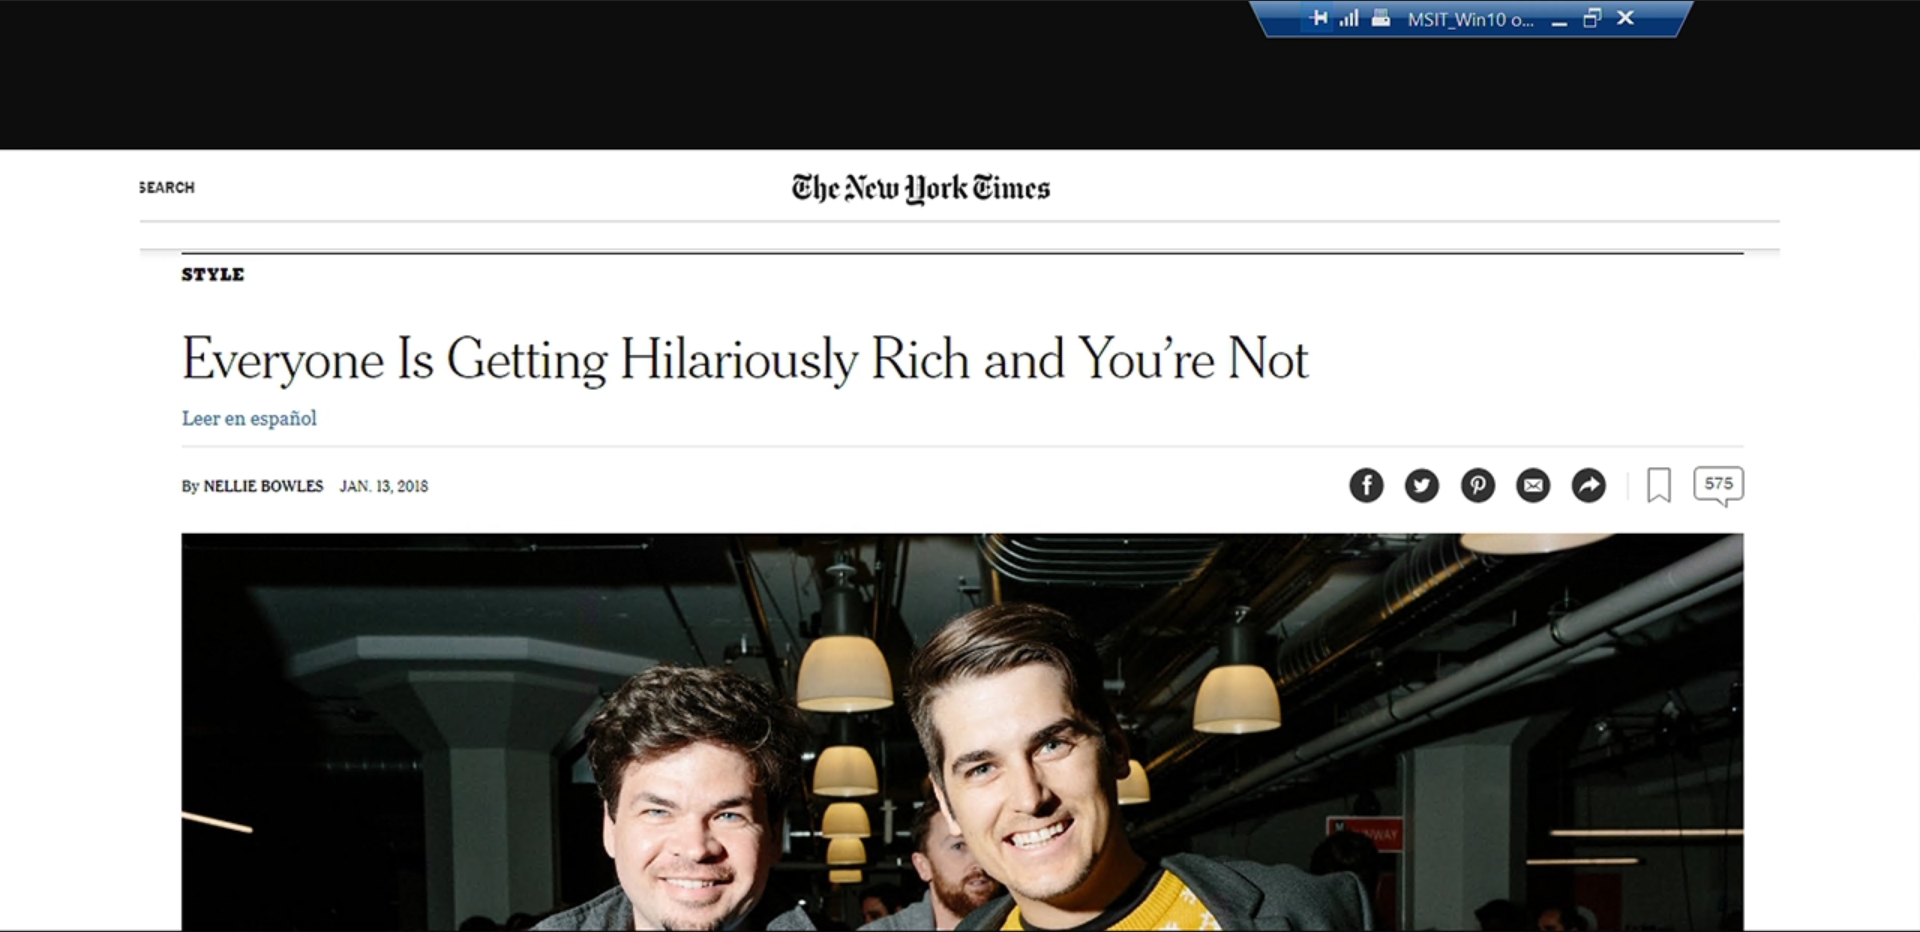 MSIT_Win10 o...
SEARCH
The New York Times
STYLE
Everyone Is Getting Hilariously Rich and You're Not
Leer en español
By NELLIE BOWLES JAN. 13, 2018
575